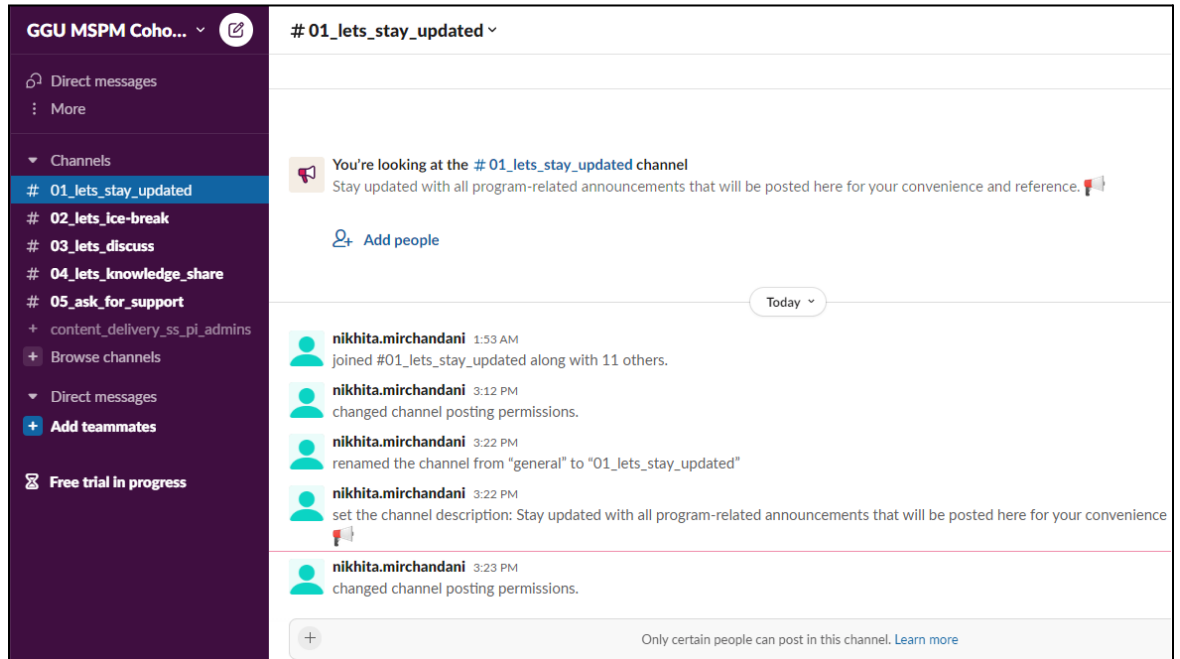 GGU MSPM Coho...
Direct messages
More
Channels
# 01_lets_stay_updated
# 02_lets_ice-break
# 03_lets_discuss
# 04_lets_knowledge_share
# 05_ask_for_support
+ content_delivery_ss_pi_admins
+ Browse channels
Direct messages
+ Add teammates
Free trial in progress
# 01_lets_stay_updated
You’re looking at the # 01_lets_stay_updated channel
Stay updated with all program-related announcements that will be posted here for your convenience and reference.
Add people
Today
nikhita.mirchandani 1:53 AM
joined #01_lets_stay_updated along with 11 others.
nikhita.mirchandani 3:12 PM
changed channel posting permissions.
nikhita.mirchandani 3:22 PM
renamed the channel from “general” to “01_lets_stay_updated”
nikhita.mirchandani 3:22 PM
set the channel description: Stay updated with all program-related announcements that will be posted here for your convenience
nikhita.mirchandani 3:23 PM
changed channel posting permissions.
+ Only certain people can post in this channel. Learn more